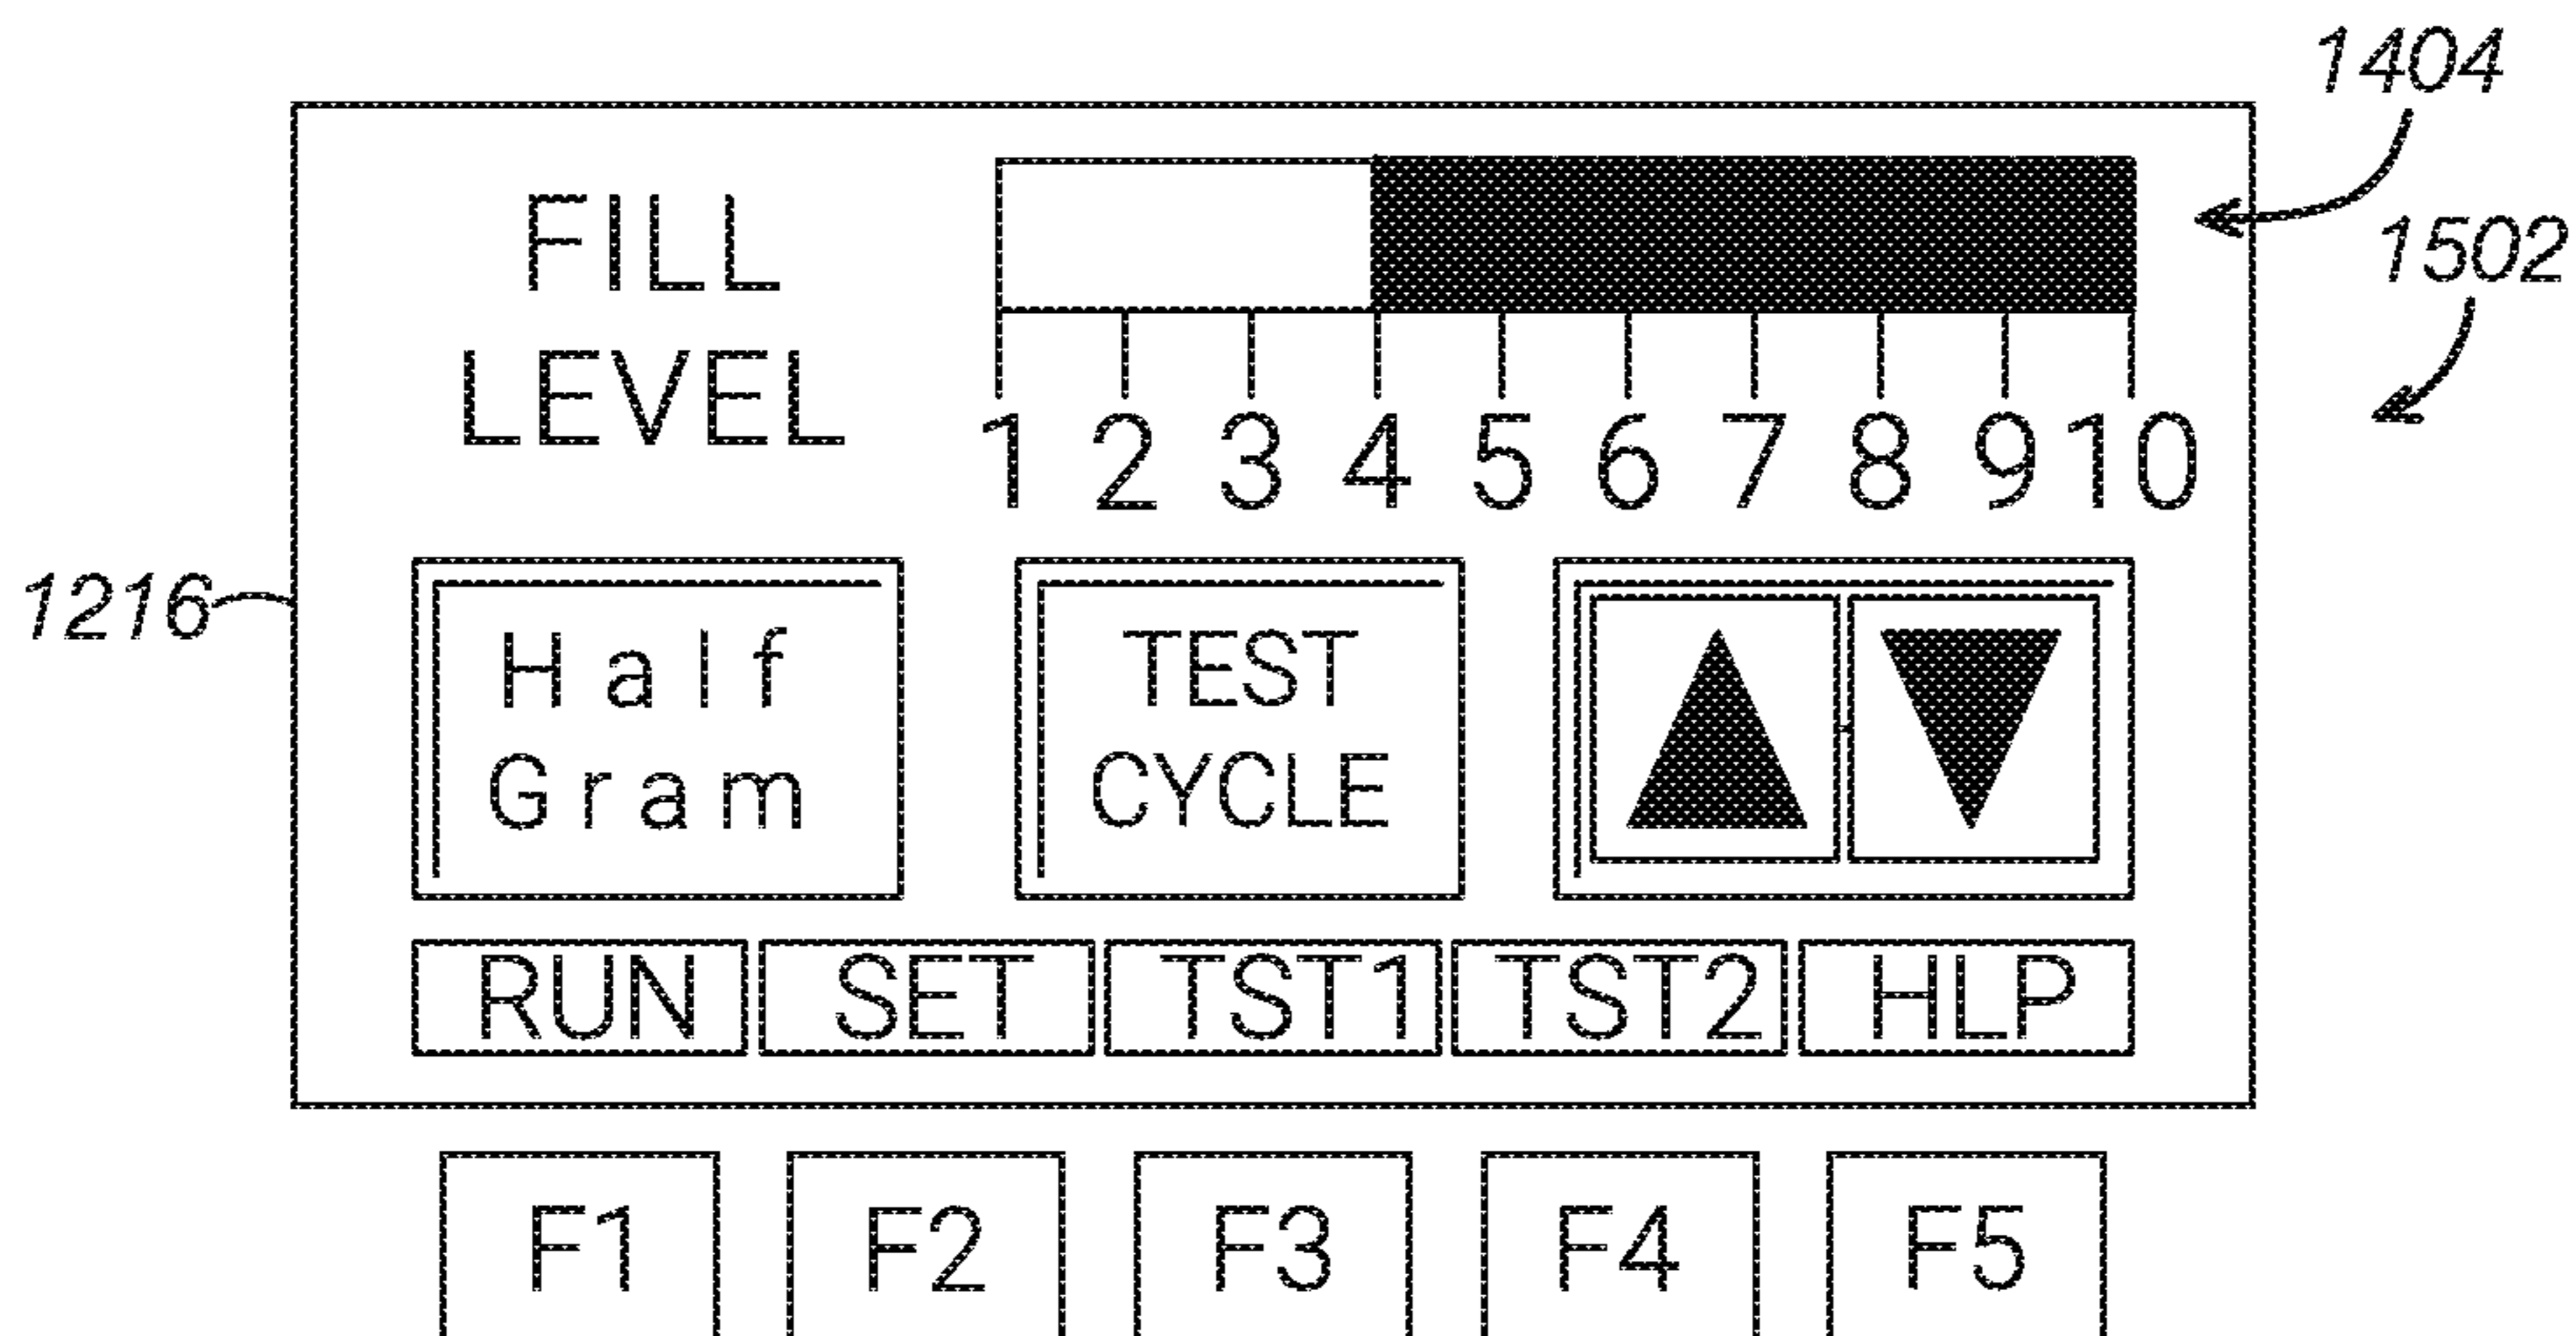 1404
1502
FILL
LEVEL
1 2 3 4 5 6 7 8 9 10
1216
Half
Gram
TEST
CYCLE
RUN SET TST1 TST2 HLP
F1 F2 F3 F4 F5